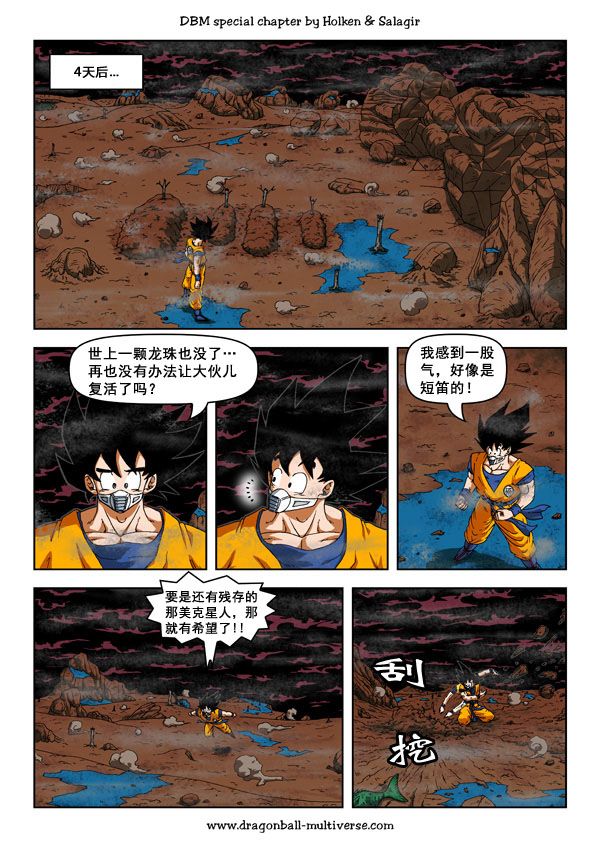 DBM special chapter by Holken & Salagir
4天后...
世上一颗龙珠也没了…
再也没有办法让大伙儿
复活了吗?
我感到一股
气，好像是
短笛的!
要是还有残存的
那美克星人，那
就有希望了!!
刮
挖
www.dragonball-multiverse.com